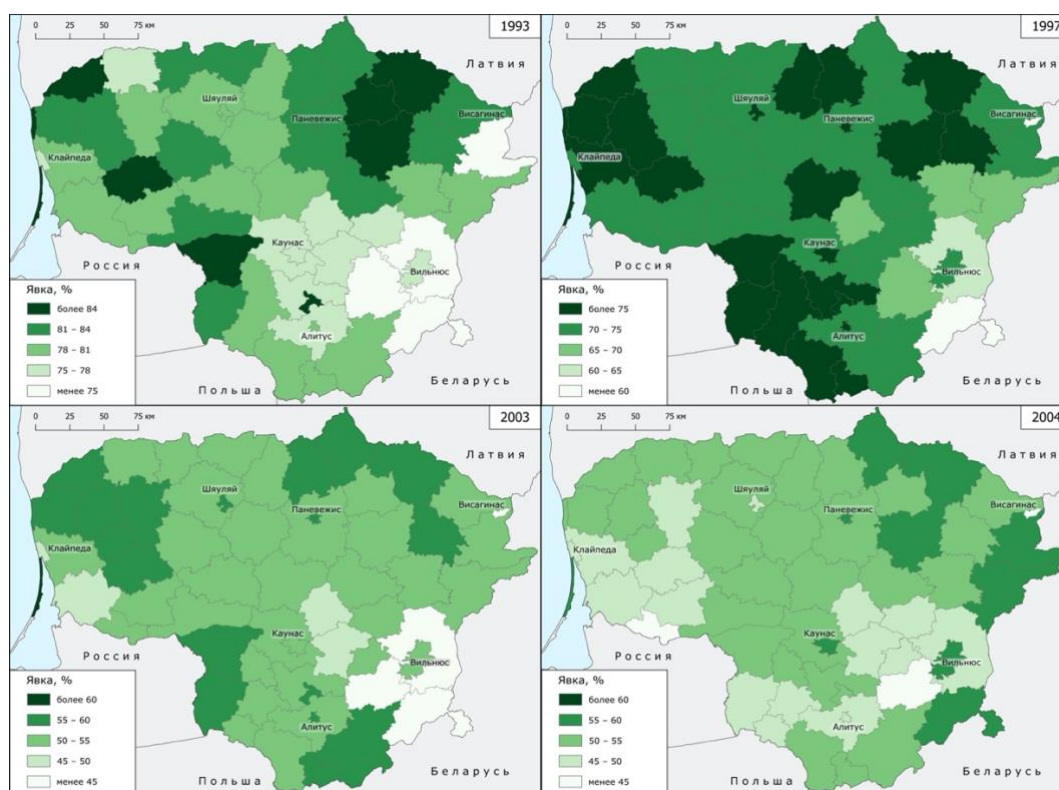 0 25 50 75 км
1993
Латвия
Шяуляй
Паневежис
Висагинас
Клайпеда
Каунас
Вильнюс
Россия
Алитус
Явка, %
более 84
81 – 84
78 – 81
75 – 78
менее 75
Польша
Беларусь
0 25 50 75 км
1997
Латвия
Шяуляй
Паневежис
Висагинас
Клайпеда
Каунас
Вильнюс
Россия
Алитус
Явка, %
более 75
70 – 75
65 – 70
60 – 65
менее 60
Польша
Беларусь
0 25 50 75 км
2003
Латвия
Шяуляй
Паневежис
Висагинас
Клайпеда
Каунас
Вильнюс
Россия
Алитус
Явка, %
более 60
55 – 60
50 – 55
45 – 50
менее 45
Польша
Беларусь
0 25 50 75 км
2004
Латвия
Шяуляй
Паневежис
Висагинас
Клайпеда
Каунас
Вильнюс
Россия
Алитус
Явка, %
более 60
55 – 60
50 – 55
45 – 50
менее 45
Польша
Беларусь